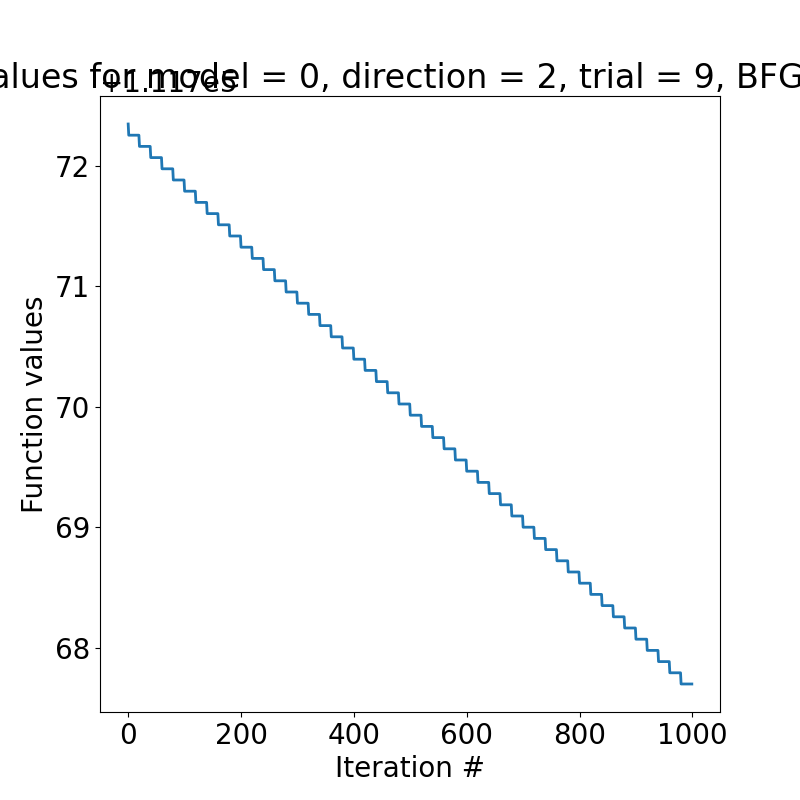 alues for model = 0, direction = 2, trial = 9, BFG
+1.117e5
72
71
70
69
68
Function values
0 200 400 600 800 1000
Iteration #